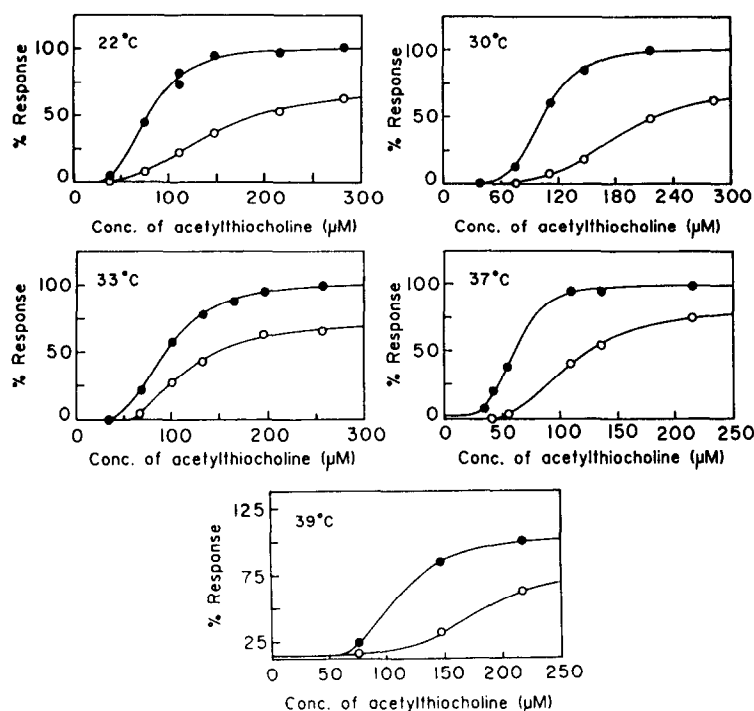 22°C
100
50
0
% Response
0 50 100 150 200 250 300
Conc. of acetylthiocholine (μM)
30°C
100
50
0
% Response
0 60 120 180 240 300
Conc. of acetylthiocholine (μM)
33°C
100
50
0
% Response
0 100 200 300
Conc. of acetylthiocholine (μM)
37°C
100
50
0
% Response
0 50 100 150 200 250
Conc. of acetylthiocholine (μM)
39°C
125
75
25
% Response
0 50 100 150 200 250
Conc. of acetylthiocholine (μM)